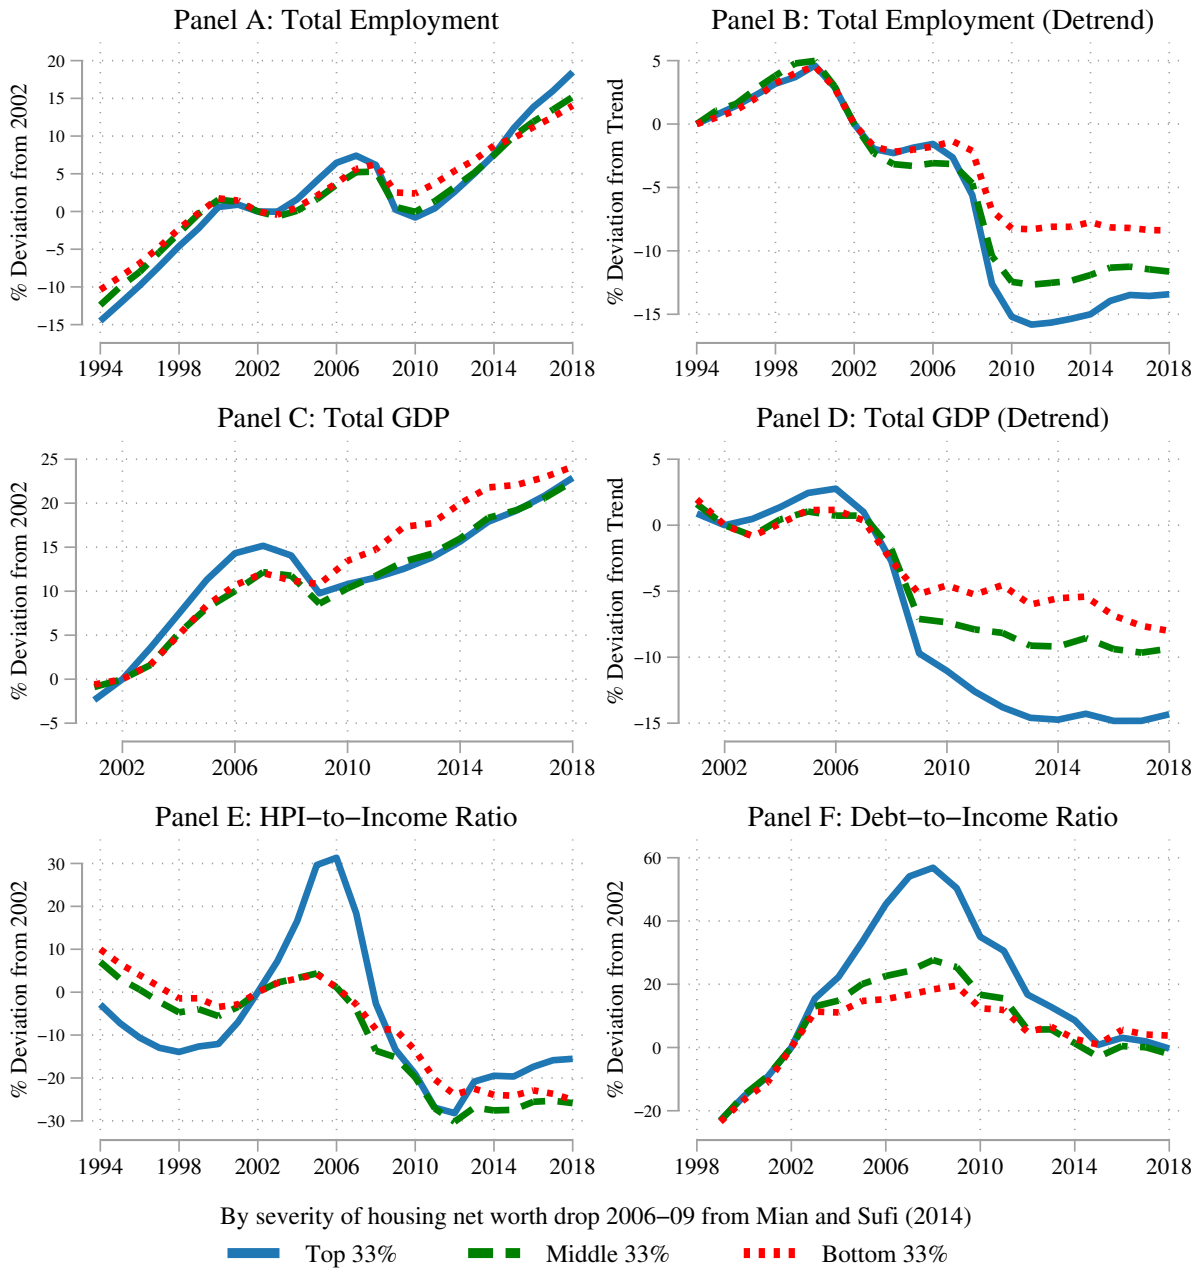 Panel A: Total Employment
% Deviation from 2002
20
15
10
5
0
−5
−10
−15
1994 1998 2002 2006 2010 2014 2018
Panel B: Total Employment (Detrend)
% Deviation from Trend
5
0
−5
−10
−15
1994 1998 2002 2006 2010 2014 2018
Panel C: Total GDP
% Deviation from 2002
25
20
15
10
5
0
−5
2002 2006 2010 2014 2018
Panel D: Total GDP (Detrend)
% Deviation from Trend
5
0
−5
−10
−15
2002 2006 2010 2014 2018
Panel E: HPI−to−Income Ratio
% Deviation from 2002
30
20
10
0
−10
−20
−30
1994 1998 2002 2006 2010 2014 2018
Panel F: Debt−to−Income Ratio
% Deviation from 2002
60
40
20
0
−20
1998 2002 2006 2010 2014 2018
By severity of housing net worth drop 2006−09 from Mian and Sufi (2014)
Top 33% Middle 33% Bottom 33%